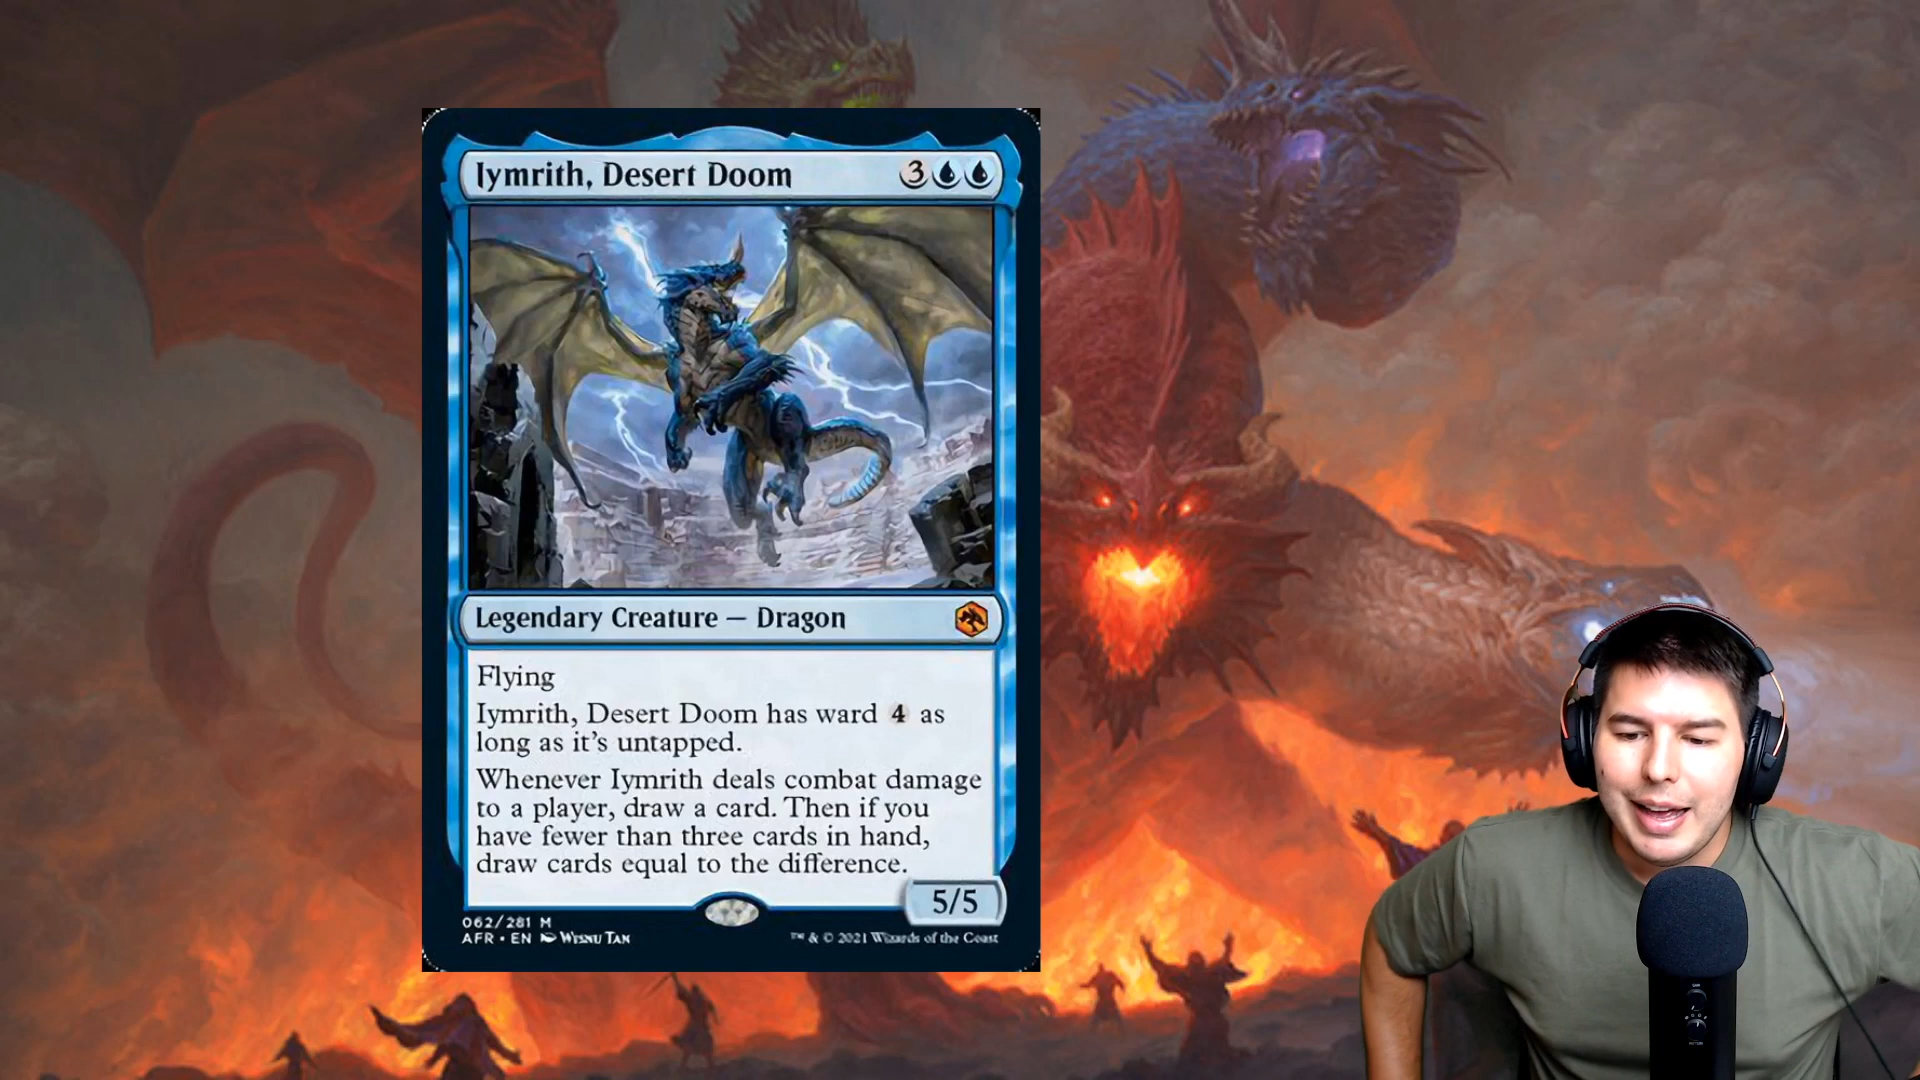 Iymrith, Desert Doom 3
Legendary Creature — Dragon
Flying
Iymrith, Desert Doom has ward 4 as
long as it's untapped.
Whenever Iymrith deals combat damage
to a player, draw a card. Then if you
have fewer than three cards in hand,
draw cards equal to the difference.
5/5
062/281 M
AFR • EN Wisnu Tan
™ & © 2021 Wizards of the Coast